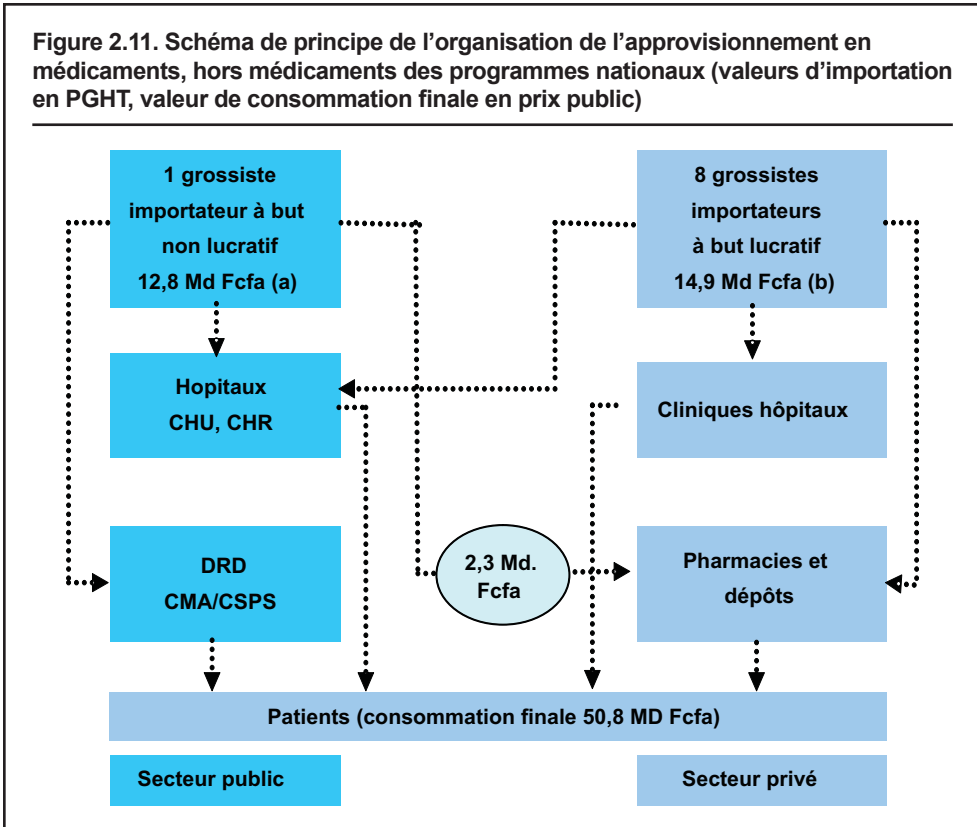 Figure 2.11. Schéma de principe de l’organisation de l’approvisionnement en
médicaments, hors médicaments des programmes nationaux (valeurs d’importation
en PGHT, valeur de consommation finale en prix public)
1 grossiste
importateur à but
non lucratif
12,8 Md Fcfa (a)
8 grossistes
importateurs
à but lucratif
14,9 Md Fcfa (b)
Hopitaux
CHU, CHR
Cliniques hôpitaux
DRD
CMA/CSPS
2,3 Md.
Fcfa
Pharmacies et
dépôts
Patients (consommation finale 50,8 MD Fcfa)
Secteur public
Secteur privé